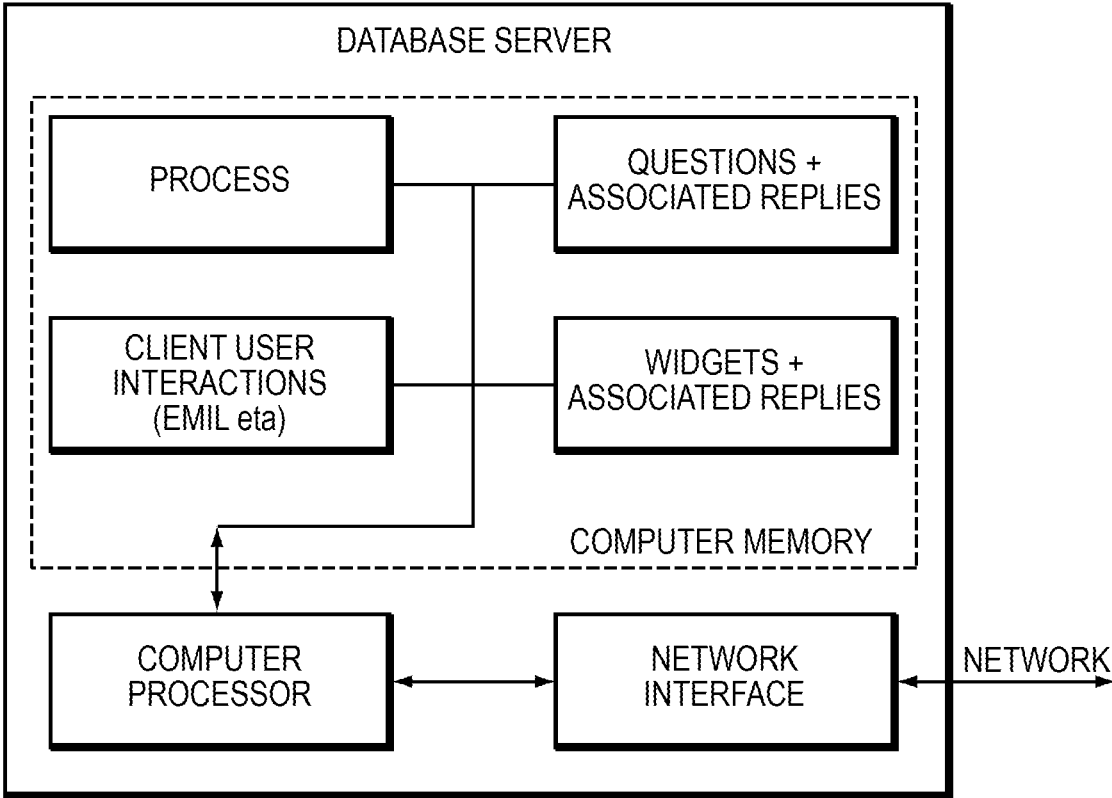 DATABASE SERVER
PROCESS
QUESTIONS +
ASSOCIATED REPLIES
CLIENT USER
INTERACTIONS
(EMIL eta)
WIDGETS +
ASSOCIATED REPLIES
COMPUTER MEMORY
COMPUTER
PROCESSOR
NETWORK
INTERFACE
NETWORK